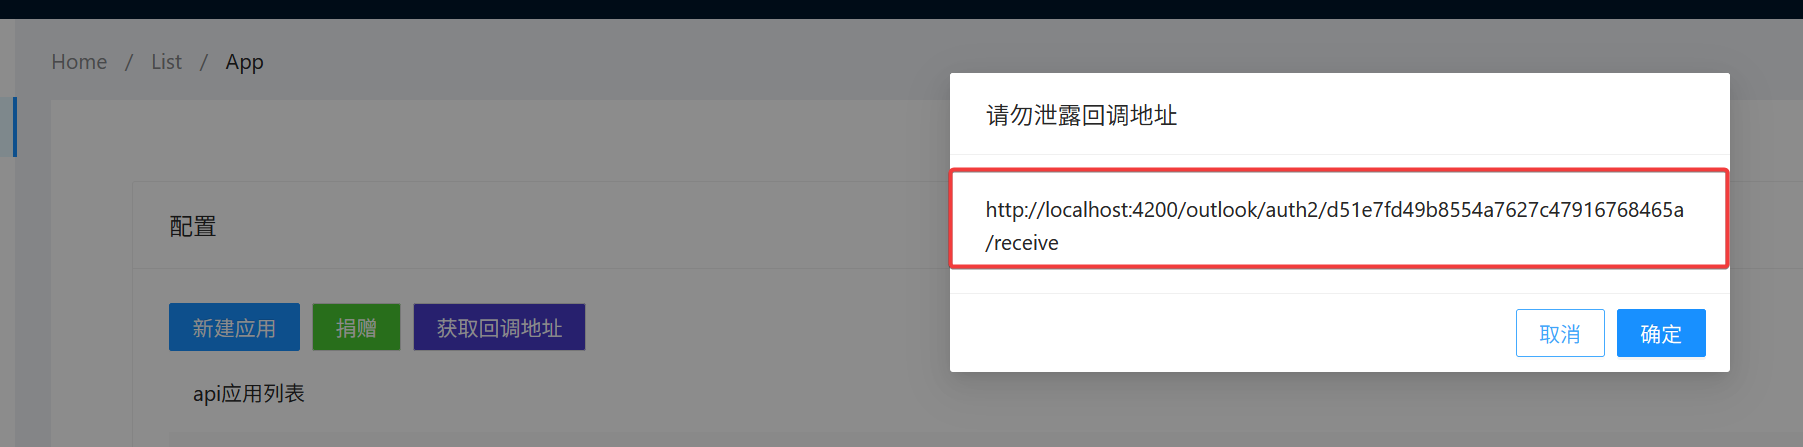 Home / List / App
请勿泄露回调地址
http://localhost:4200/outlook/auth2/d51e7fd49b8554a7627c47916768465a
/receive
配置
新建应用 捐赠 获取回调地址
取消 确定
api应用列表